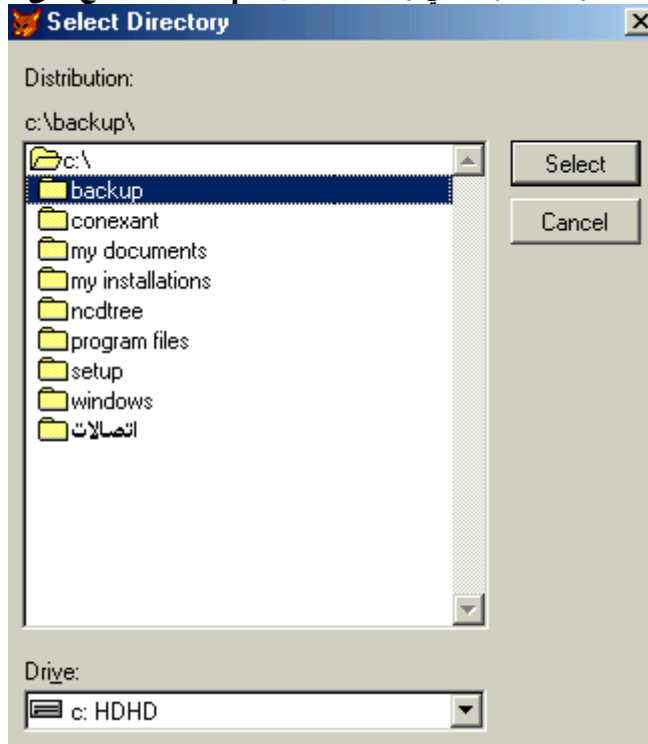 Select Directory
Distribution:
c:\backup\
c:\
backup
conexant
my documents
my installations
ncdtree
program files
setup
windows
اتصالات
Select
Cancel
Drive:
c: HDHD